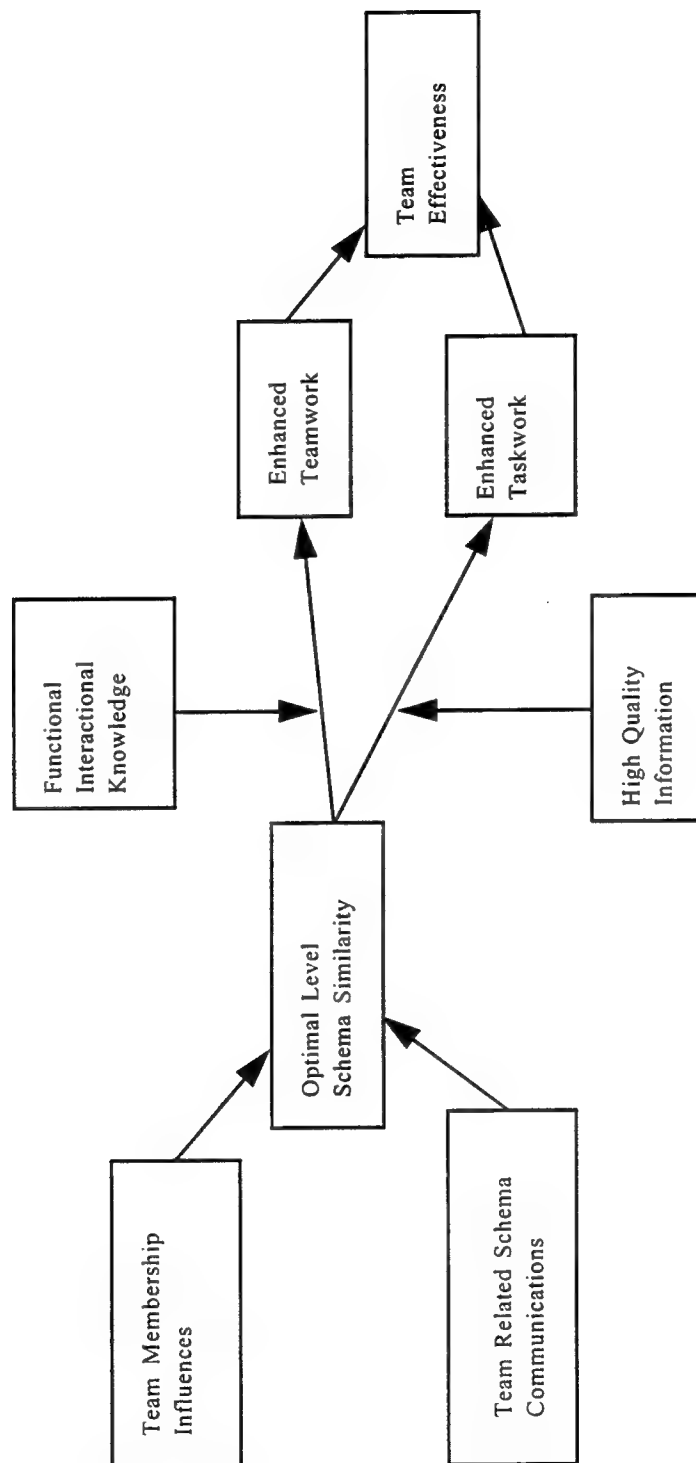 Team Membership
Influences
Team Related Schema
Communications
Optimal Level
Schema Similarity
Functional
Interactional
Knowledge
High Quality
Information
Enhanced
Teamwork
Enhanced
Taskwork
Team
Effectiveness